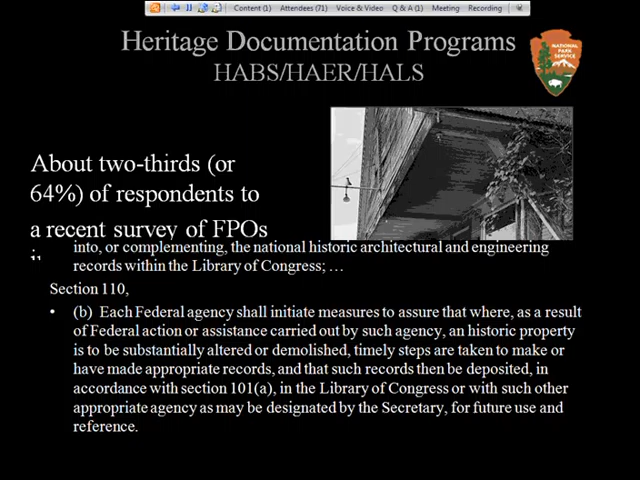 Content (1) Attendees (71) Voice & Video Q & A (1) Meeting Recording
Heritage Documentation Programs
HABS/HAER/HALS
NATIONAL
PARK
SERVICE
About two-thirds (or
64%) of respondents to
a recent survey of FPOs
into, or complementing, the national historic architectural and engineering
records within the Library of Congress; …
Section 110,
• (b) Each Federal agency shall initiate measures to assure that where, as a result
of Federal action or assistance carried out by such agency, an historic property
is to be substantially altered or demolished, timely steps are taken to make or
have made appropriate records, and that such records then be deposited, in
accordance with section 101(a), in the Library of Congress or with such other
appropriate agency as may be designated by the Secretary, for future use and
reference.